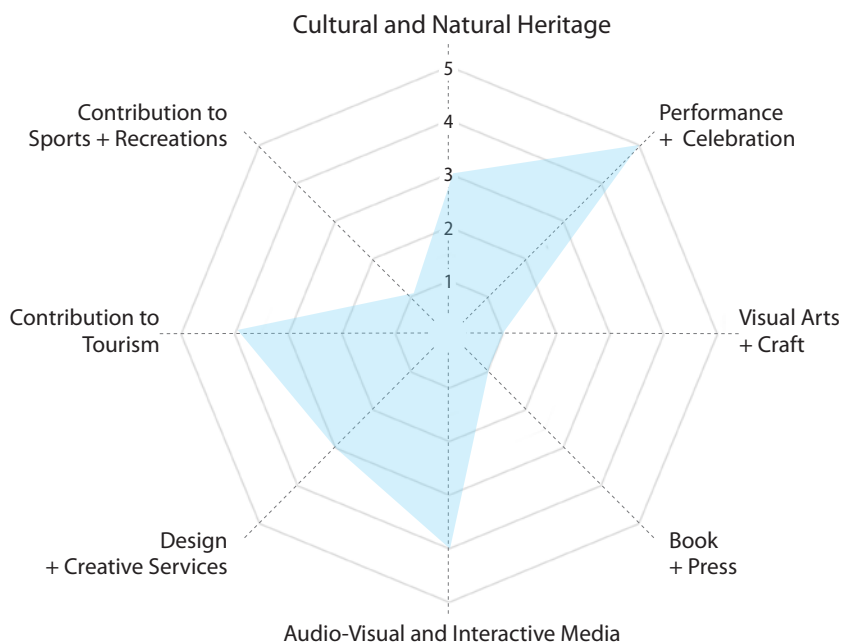 Cultural and Natural Heritage
5
Contribution to
Sports + Recreations
Performance
+ Celebration
4
3
2
1
Contribution to
Tourism
Visual Arts
+ Craft
Design
+ Creative Services
Book
+ Press
Audio-Visual and Interactive Media